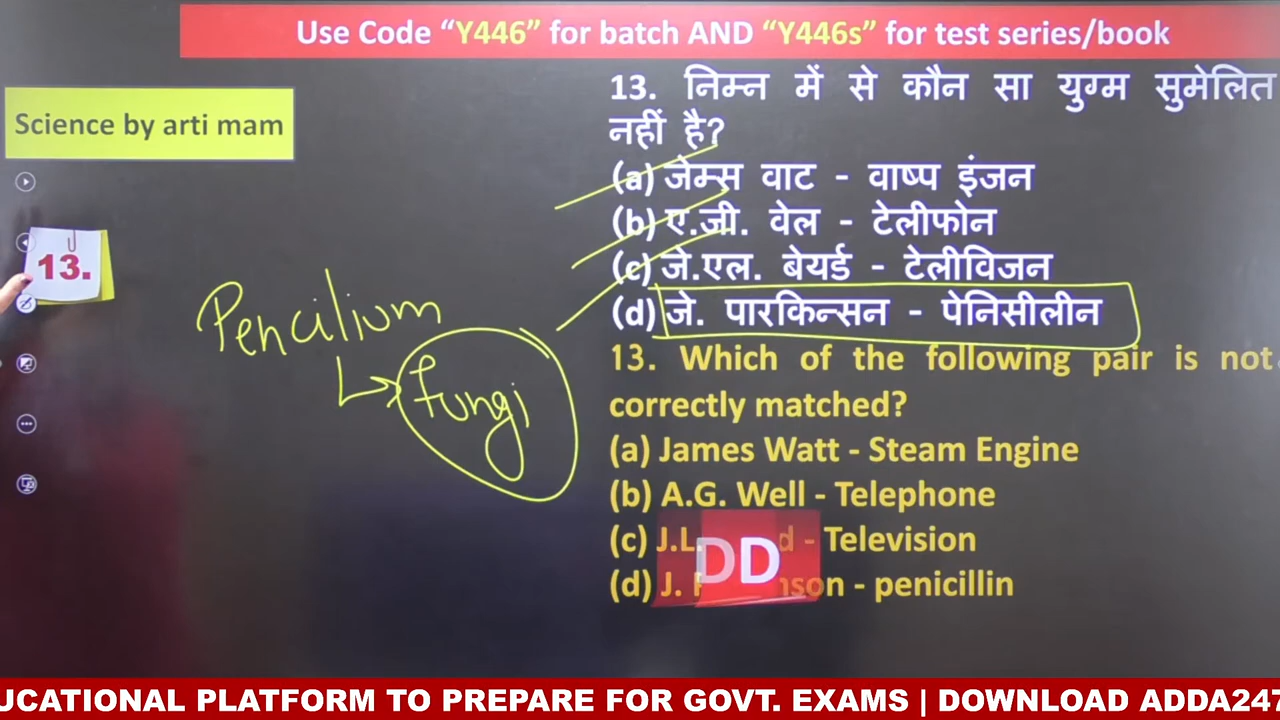 Use Code “Y446” for batch AND “Y446s” for test series/book
Science by arti mam
13. निम्न में से कौन सा युग्म सुमेलित
नहीं है?
(a) जेम्स वाट - वाष्प इंजन
(b) ए.जी. वेल - टेलीफोन
(c) जे.एल. बेयर्ड - टेलीविजन
(d) जे. पारकिन्सन - पेनिसीलीन
13.
Pencilium
fungi
13. Which of the following pair is not
correctly matched?
(a) James Watt - Steam Engine
(b) A.G. Well - Telephone
(c) J.L. - Television
(d) J. - penicillin
DD
UCATIONAL PLATFORM TO PREPARE FOR GOVT. EXAMS | DOWNLOAD ADDA247